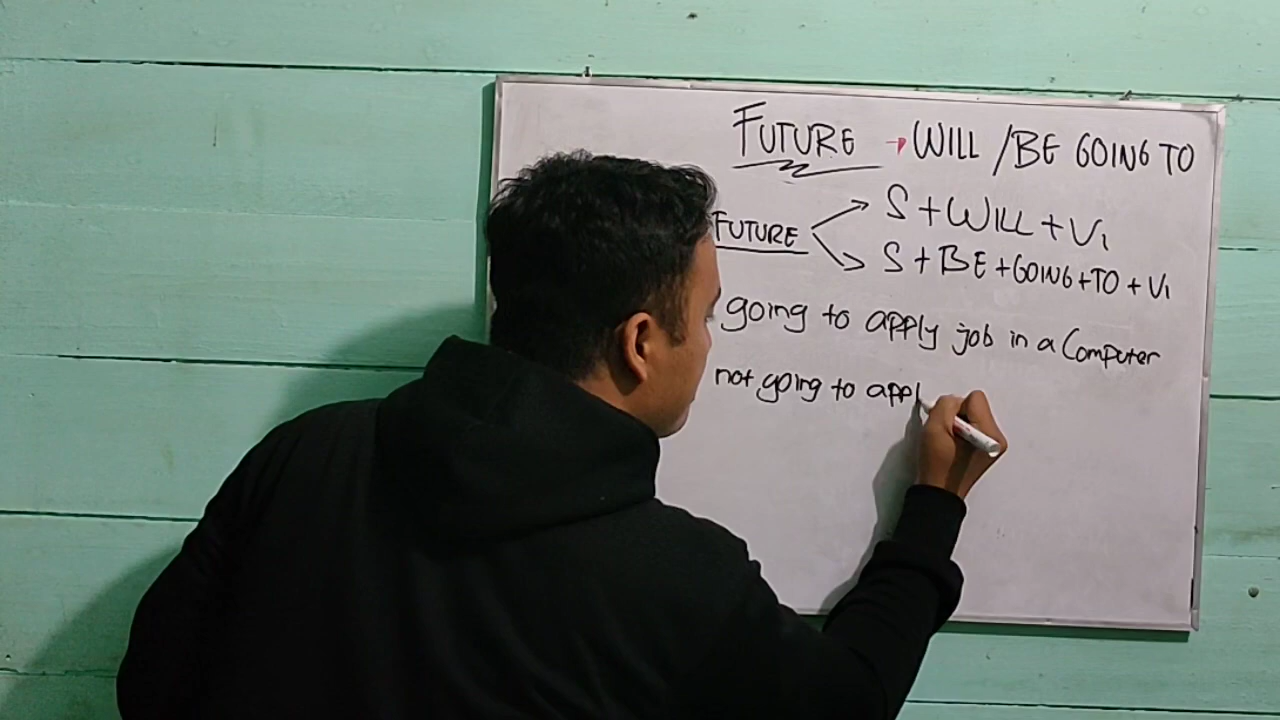 FUTURE → WILL / BE GOING TO
FUTURE
S + WILL + V1
S + BE + GOING + TO + V1
going to apply job in a Computer
not going to appl